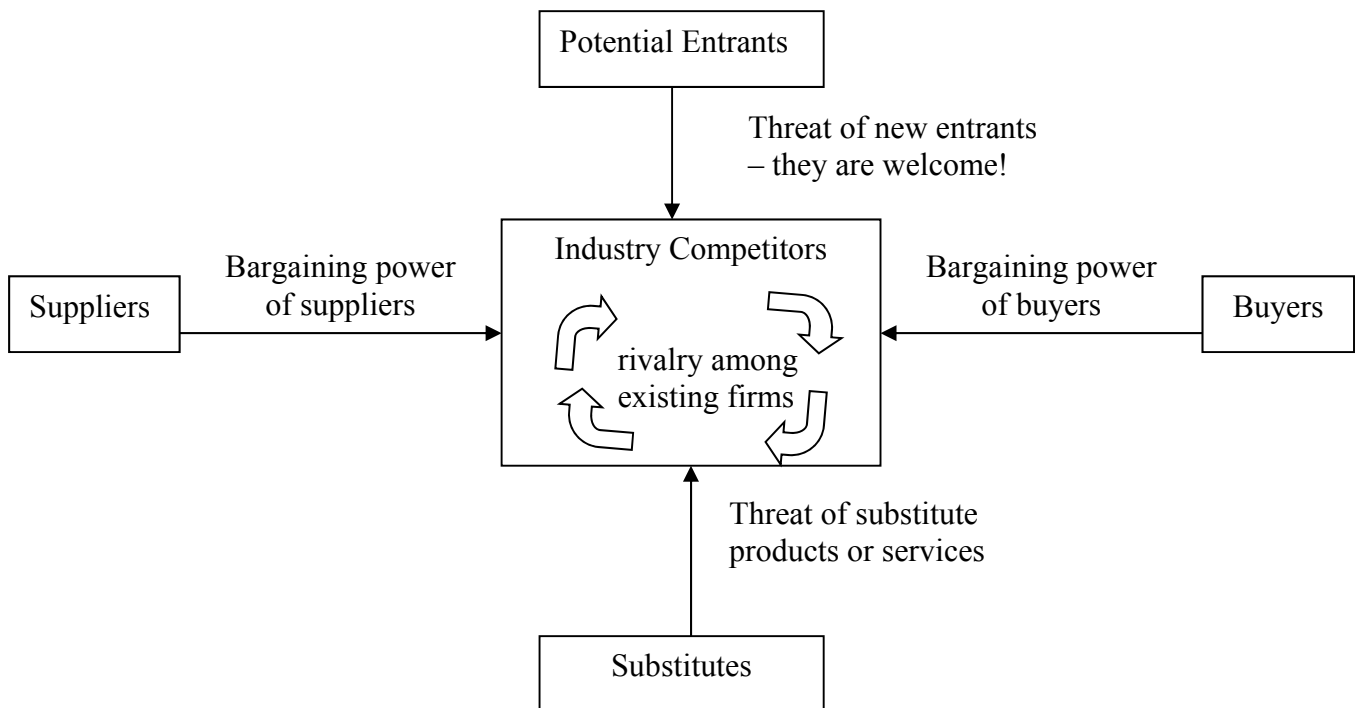 Potential Entrants
Threat of new entrants
– they are welcome!
Industry Competitors
Bargaining power
of suppliers
Bargaining power
of buyers
Suppliers
Buyers
rivalry among
existing firms
Threat of substitute
products or services
Substitutes